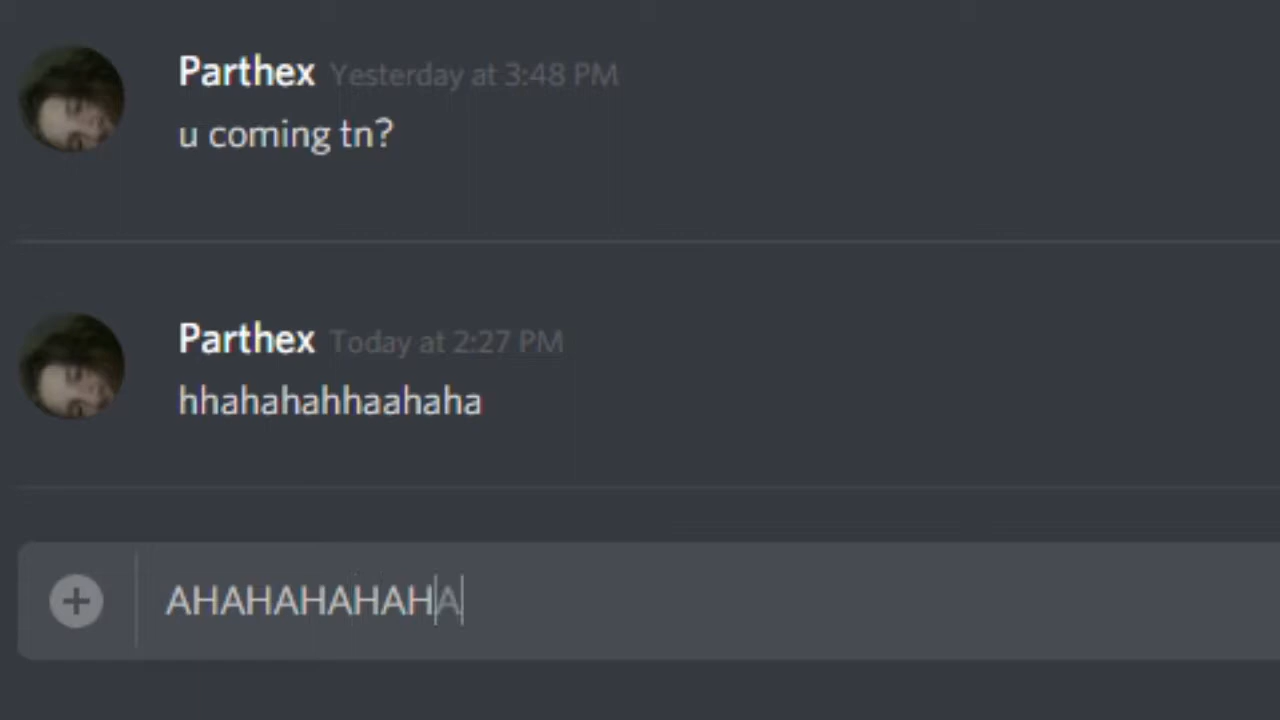 Parthex Yesterday at 3:48 PM
u coming tn?
Parthex Today at 2:27 PM
hhahahahhaahaha
AHAHAHAHAHA